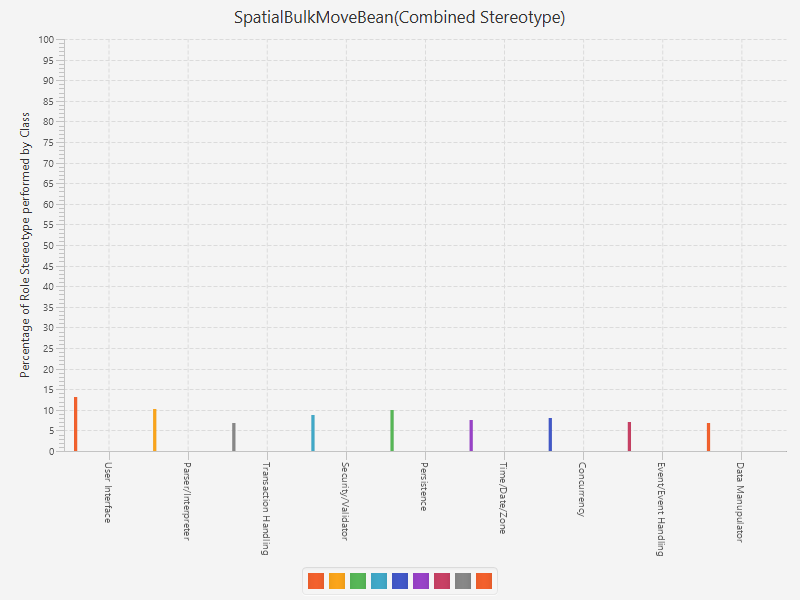 SpatialBulkMoveBean(Combined Stereotype)
Percentage of Role Stereotype performed by Class
100
95
90
85
80
75
70
65
60
55
50
45
40
35
30
25
20
15
10
5
0
User Interface
Parser/Interpreter
Transaction Handling
Security/Validator
Persistence
Time/Date/Zone
Concurrency
Event/Event Handling
Data Manupulator